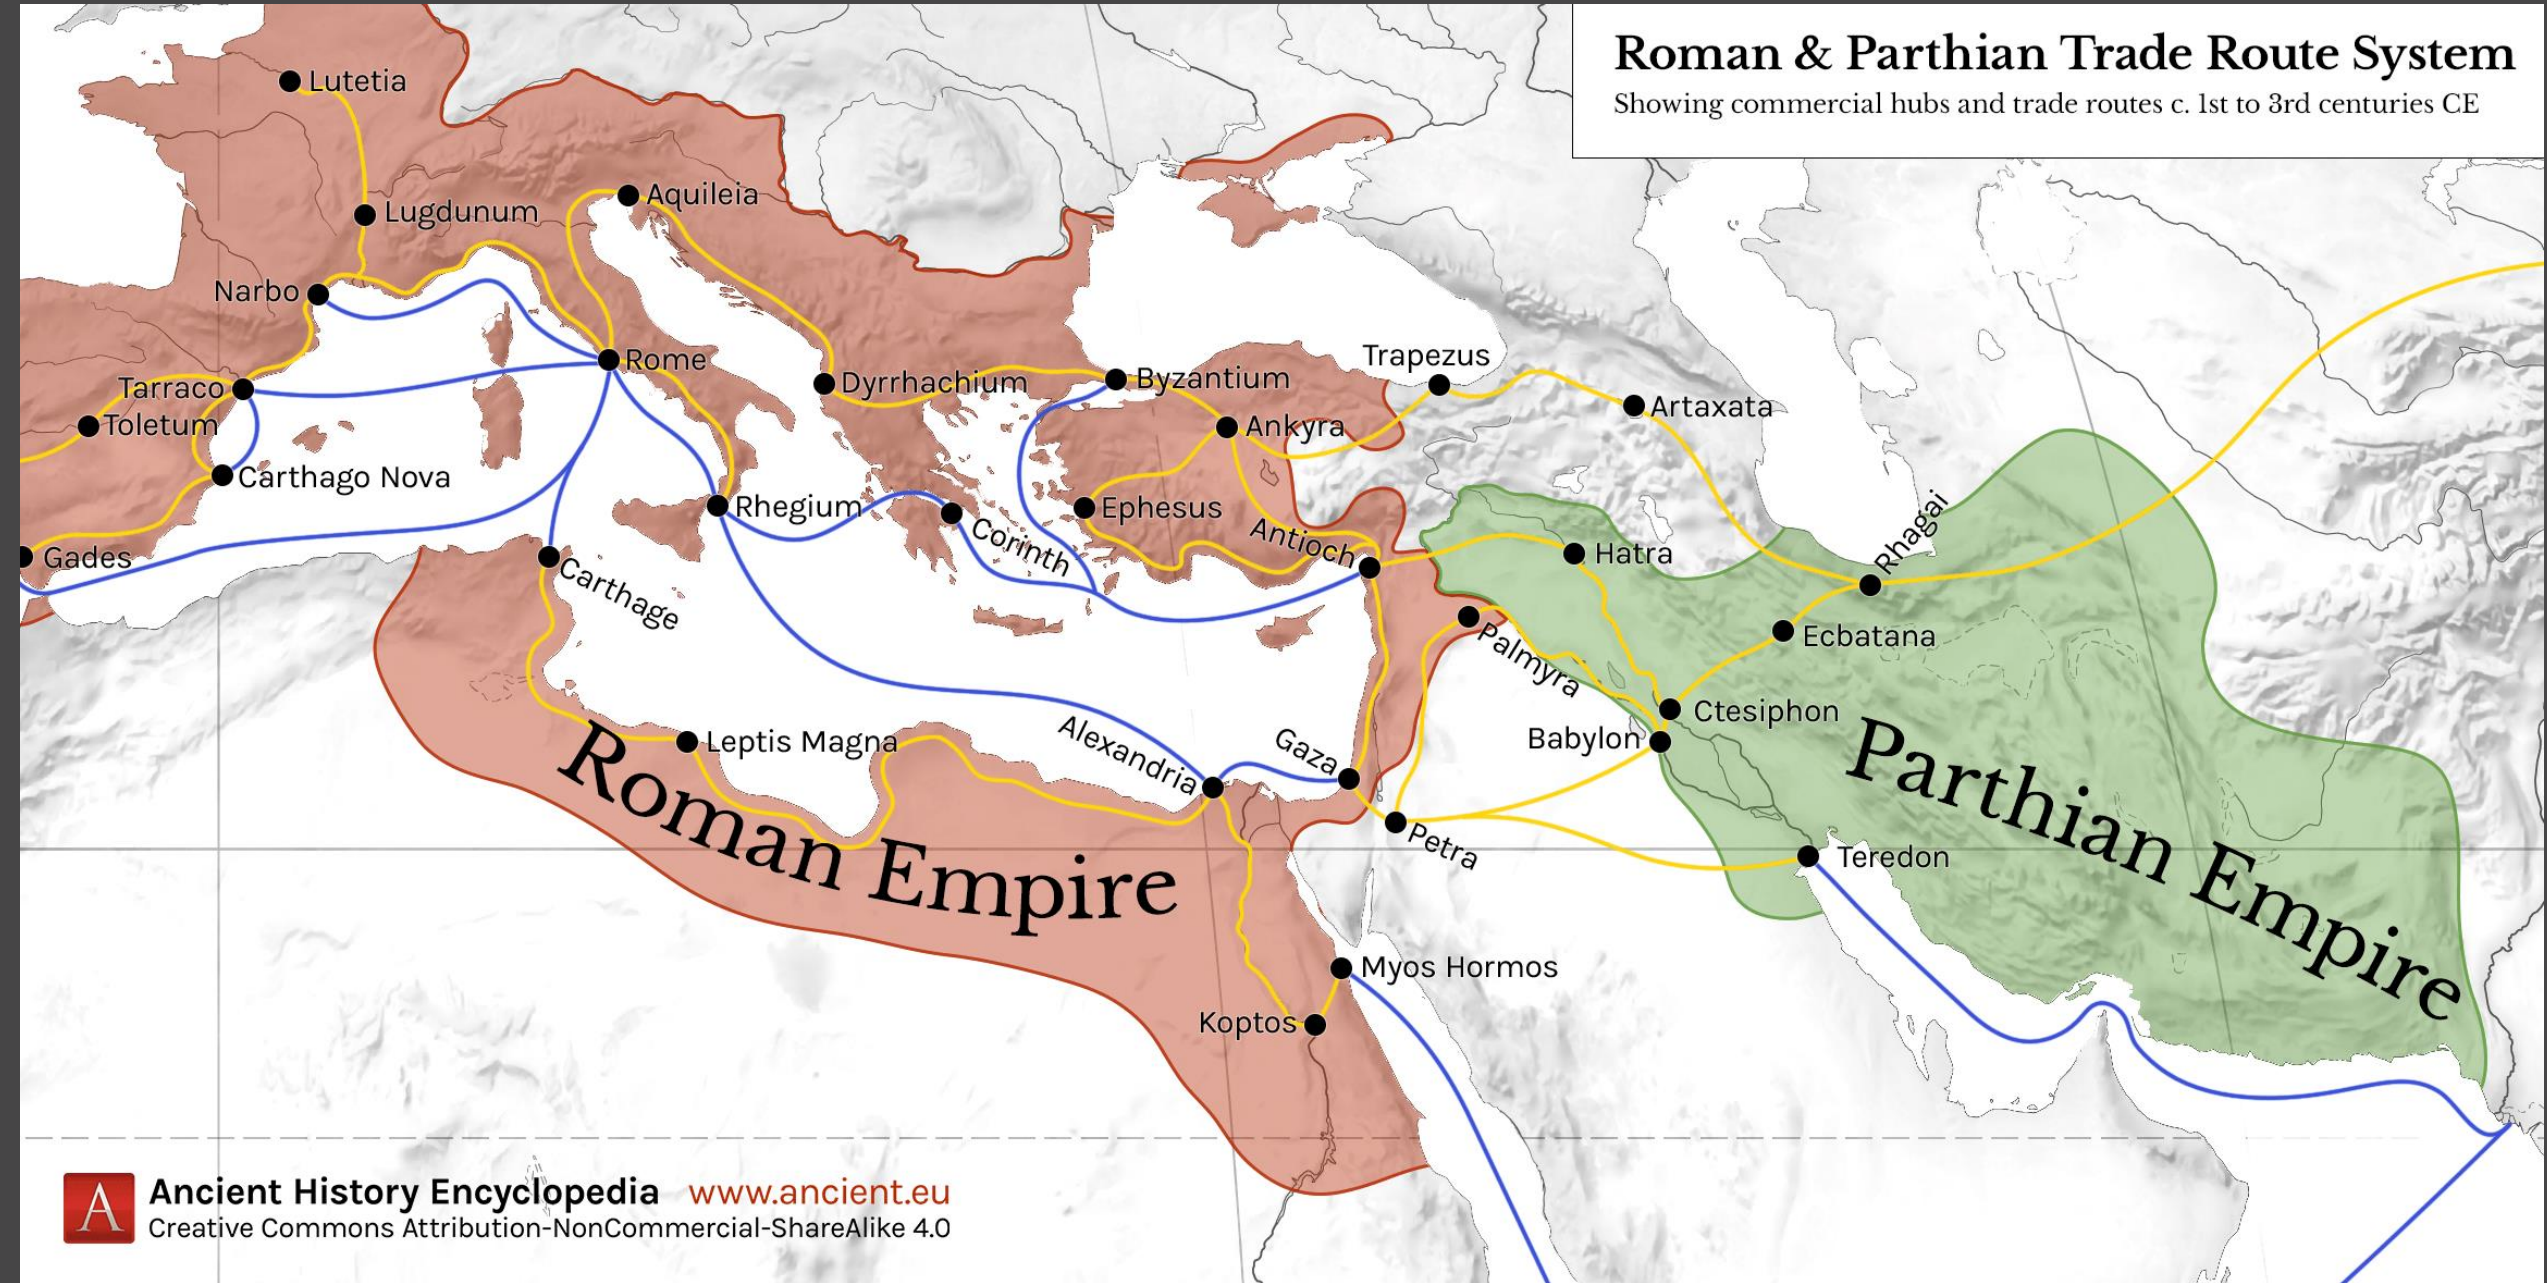 Roman & Parthian Trade Route System
Showing commercial hubs and trade routes c. 1st to 3rd centuries CE
Lutetia
Aquileia
Lugdunum
Narbo
Rome
Trapezus
Tarraco
Dyrrhachium
Byzantium
Artaxata
Toletum
Ankyra
Carthago Nova
Rhegium
Ephesus
Corinth
Antioch
Hatra
Rhagai
Gades
Carthage
Palmyra
Ecbatana
Ctesiphon
Babylon
Leptis Magna
Alexandria
Gaza
Petra
Teredon
Roman Empire
Parthian Empire
Myos Hormos
Koptos
A
Ancient History Encyclopedia www.ancient.eu
Creative Commons Attribution-NonCommercial-ShareAlike 4.0